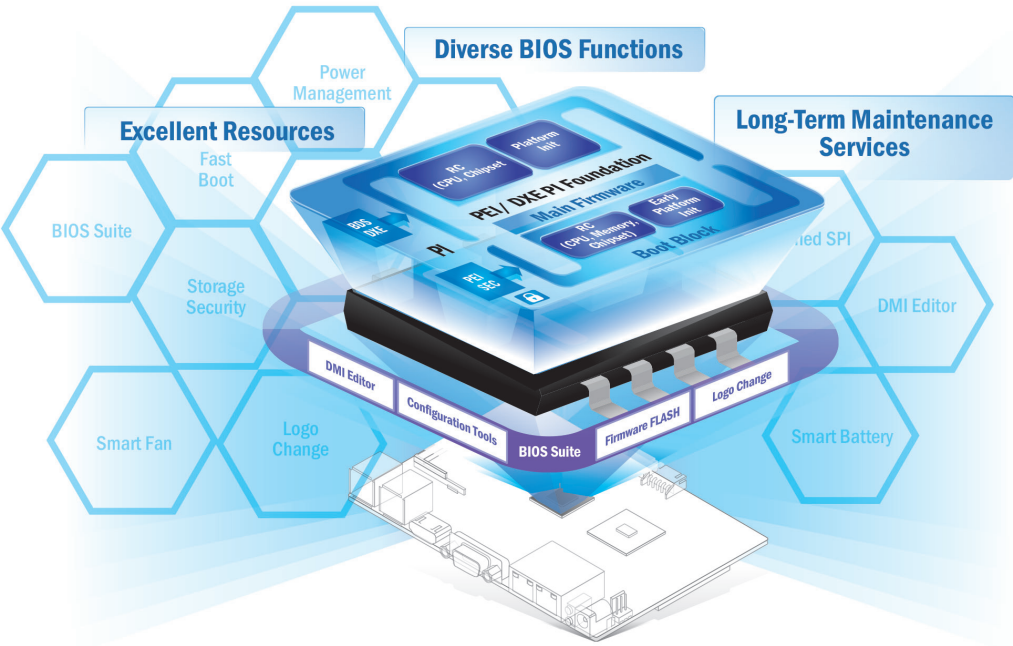 Diverse BIOS Functions
Power
Management
Excellent Resources
Long-Term Maintenance
Services
Fast
Boot
BIOS Suite
Storage
Security
Smart Fan
Logo
Change
SPI
DMI Editor
Smart Battery
RC
(CPU, Chipset
Platform
Init
PEI/ DXE PI Foundation
Main Firmware
BDS
DXE
PI
RC
(CPU, Memory,
Chipset)
Early
Platform
Init
Boot Block
PEI
SEC
DMI Editor
Configuration Tools
BIOS Suite
Firmware FLASH
Logo Change